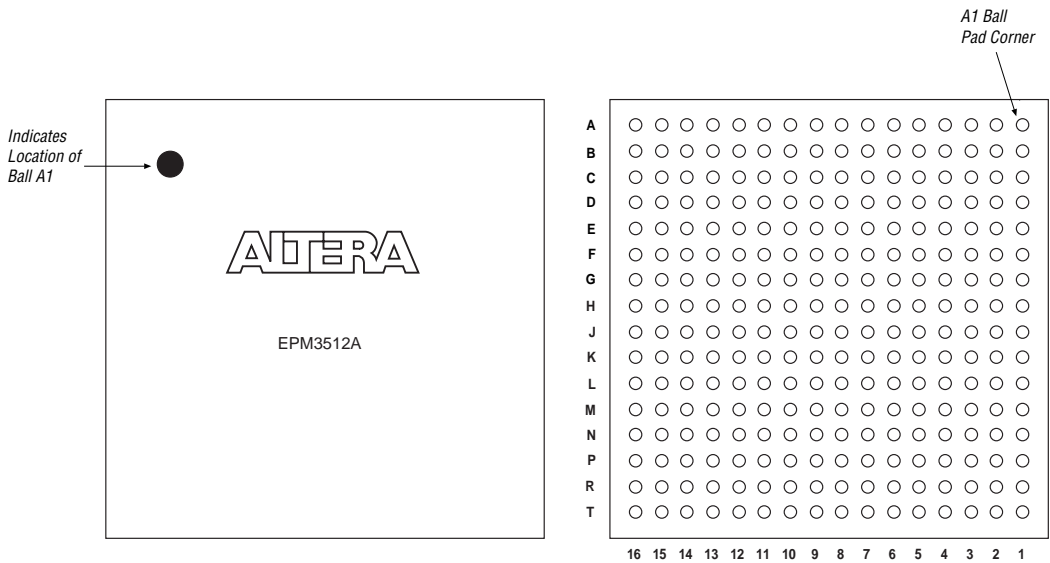 A1 Ball
Pad Corner
Indicates
Location of
Ball A1
ALTERA
EPM3512A
A
B
C
D
E
F
G
H
J
K
L
M
N
P
R
T
16 15 14 13 12 11 10 9 8 7 6 5 4 3 2 1